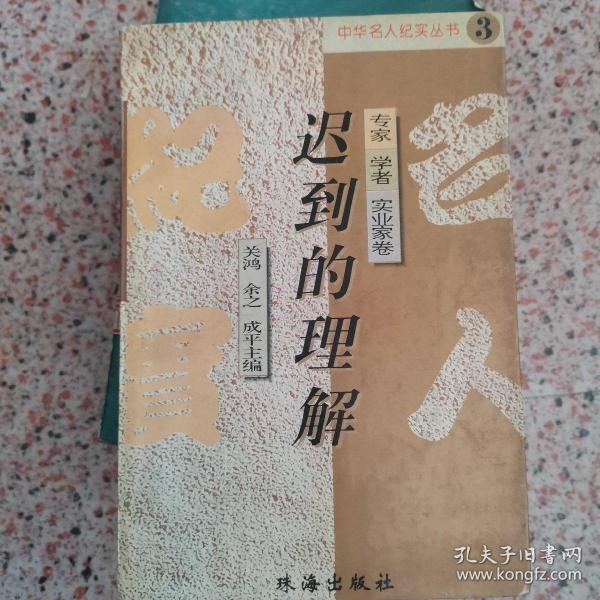 中华名人纪实丛书 3
名人
纪实
专家 学者 实业家卷
迟到的理解
关鸿 余之 成平主编
珠海出版社
孔夫子旧书网
www.kongfz.com